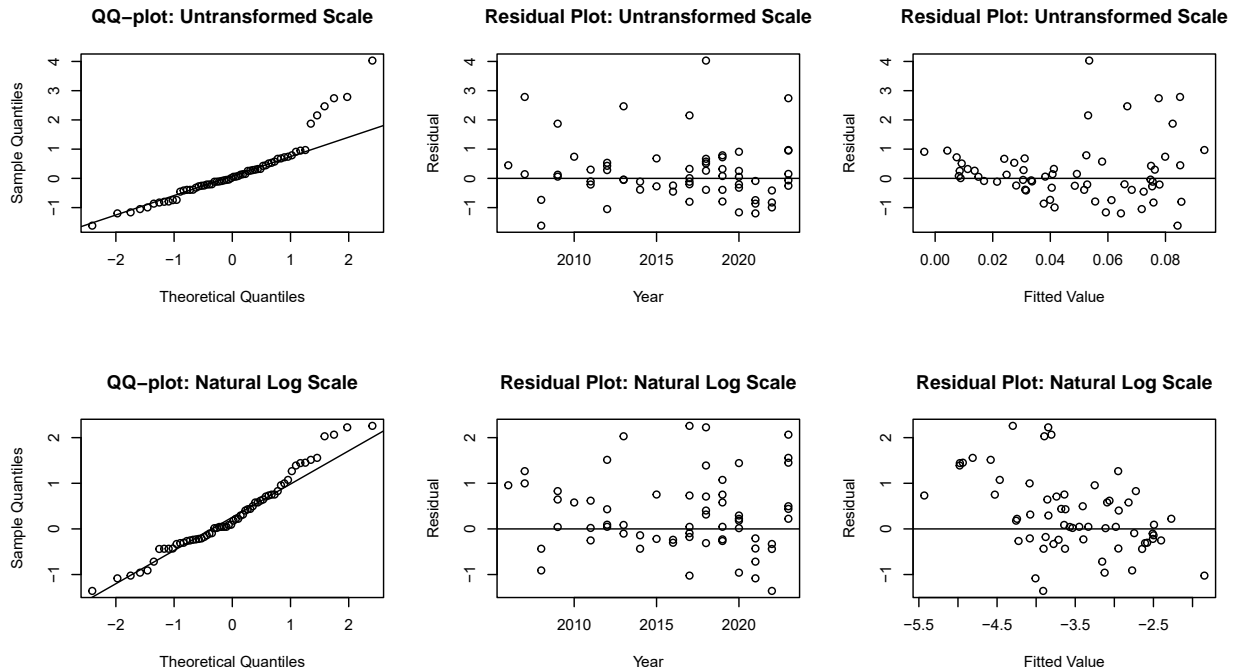 QQ−plot: Untransformed Scale
Sample Quantiles
4
3
2
1
0
−1
−2 −1 0 1 2
Theoretical Quantiles
Residual Plot: Untransformed Scale
Residual
4
3
2
1
0
−1
2010 2015 2020
Year
Residual Plot: Untransformed Scale
Residual
4
3
2
1
0
−1
0.00 0.02 0.04 0.06 0.08
Fitted Value
QQ−plot: Natural Log Scale
Sample Quantiles
2
1
0
−1
−2 −1 0 1 2
Theoretical Quantiles
Residual Plot: Natural Log Scale
Residual
2
1
0
−1
2010 2015 2020
Year
Residual Plot: Natural Log Scale
Residual
2
1
0
−1
−5.5 −4.5 −3.5 −2.5
Fitted Value